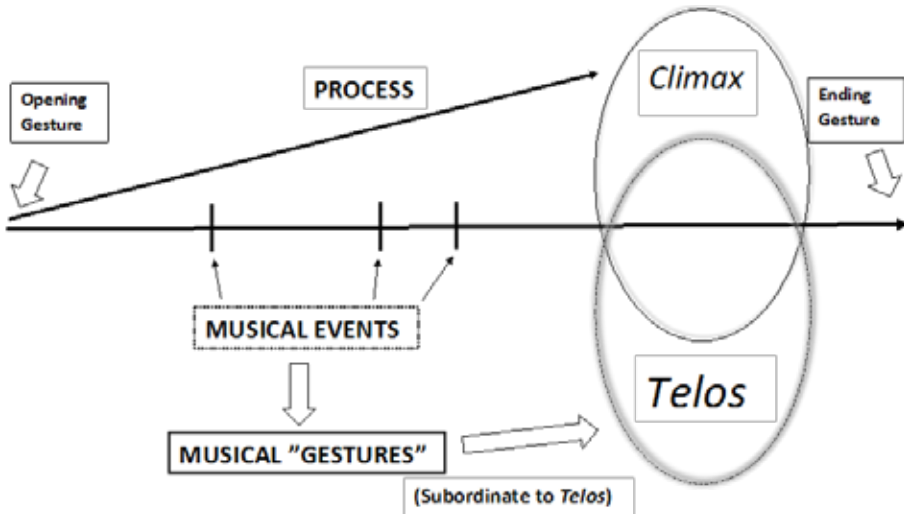 Opening
Gesture
PROCESS
Climax
Ending
Gesture
MUSICAL EVENTS
Telos
MUSICAL ”GESTURES”
(Subordinate to Telos)